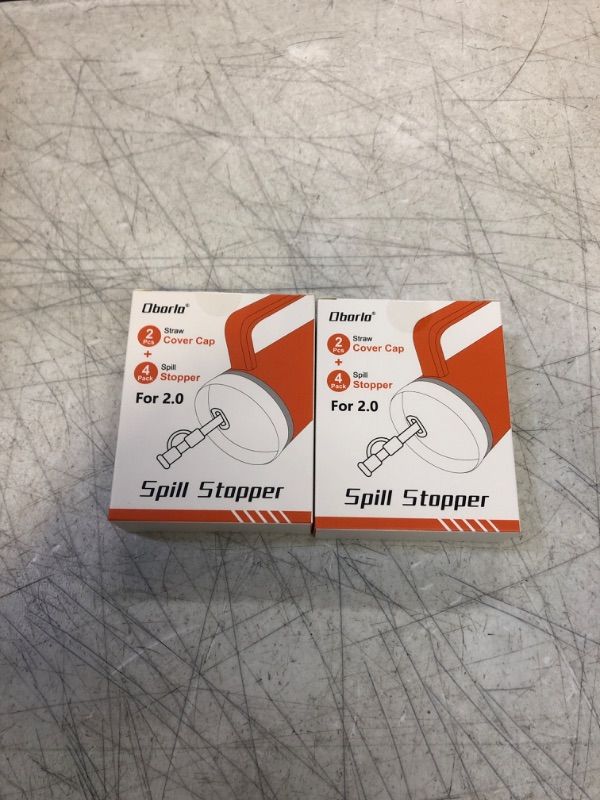 Oborlo®
2 Pcs
Straw
Cover Cap
+
4 Pack
Spill
Stopper
For 2.0
Spill Stopper
Oborlo®
2 Pcs
Straw
Cover Cap
+
4 Pack
Spill
Stopper
For 2.0
Spill Stopper